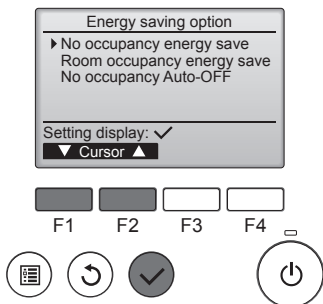 Energy saving option
No occupancy energy save
Room occupancy energy save
No occupancy Auto-OFF
Setting display: ✓
▼ Cursor ▲
F1 F2 F3 F4